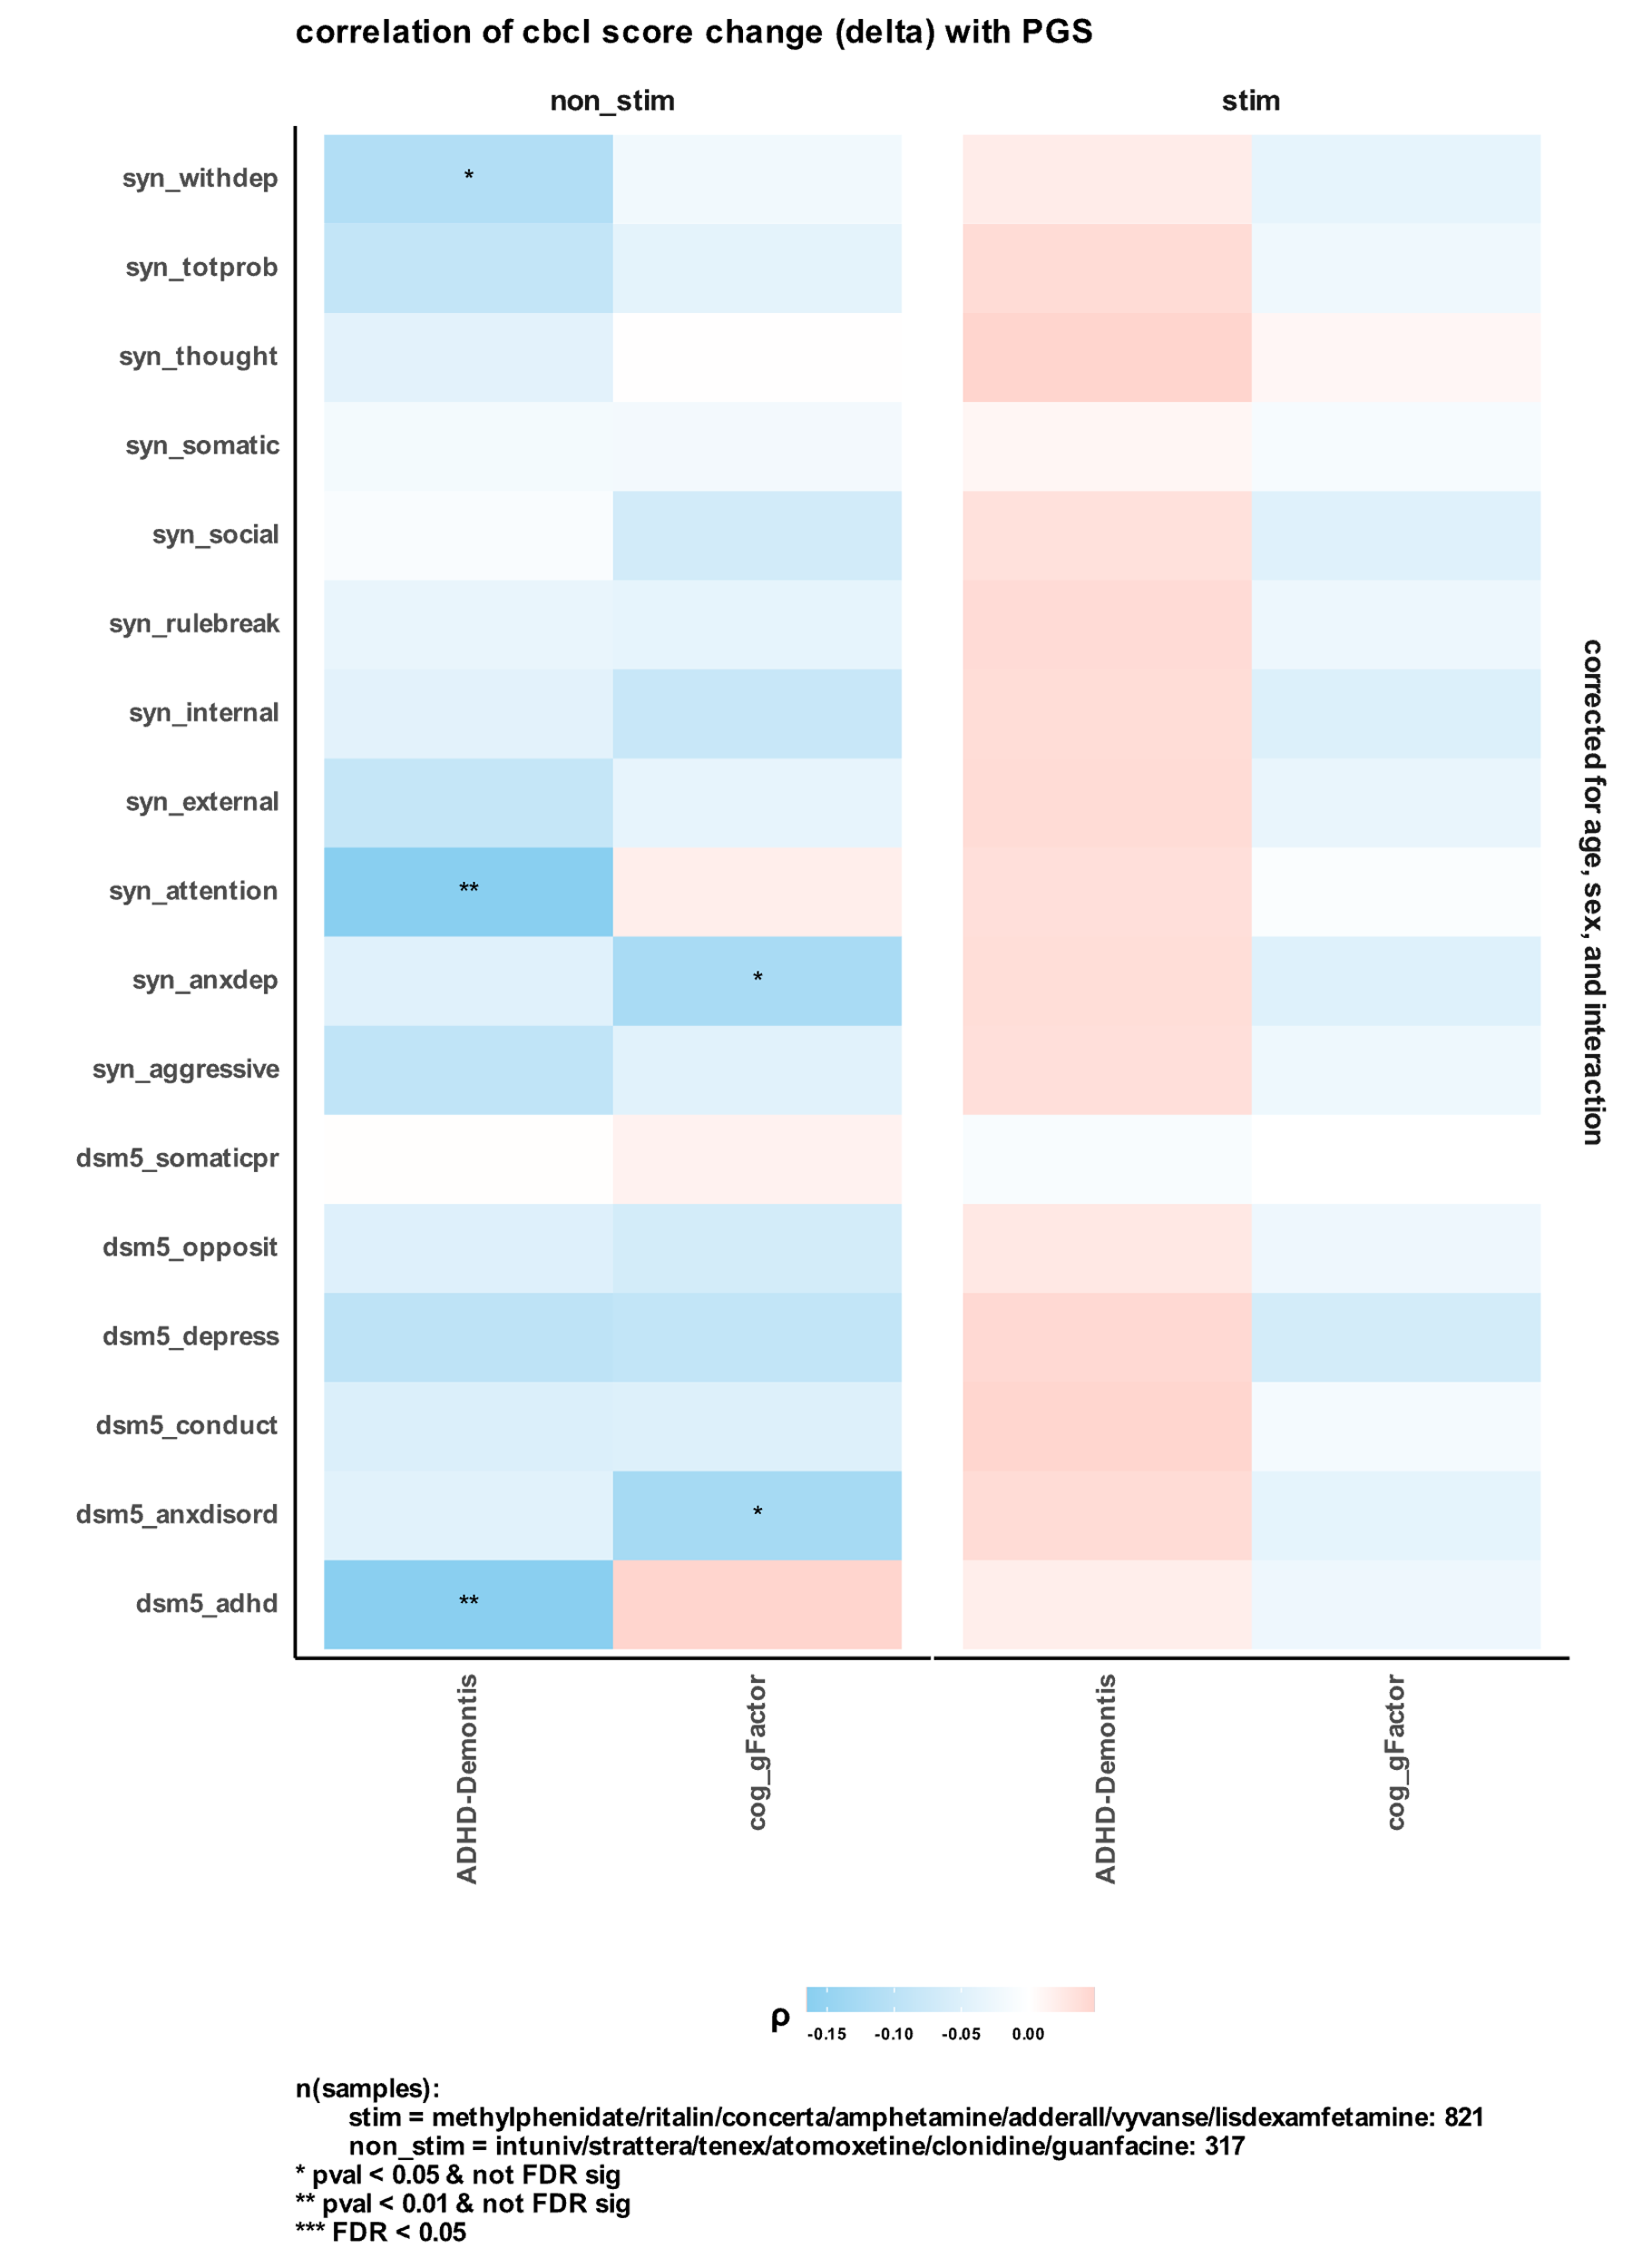 correlation of cbcl score change (delta) with PGS
non_stim
stim
syn_withdep
*
syn_totprob
syn_thought
syn_somatic
syn_social
syn_rulebreak
syn_internal
syn_external
syn_attention
**
syn_anxdep
*
syn_aggressive
dsm5_somaticpr
dsm5_opposit
dsm5_depress
dsm5_conduct
dsm5_anxdisord
*
dsm5_adhd
**
corrected for age, sex, and interaction
ADHD-Demontis
cog_gFactor
ADHD-Demontis
cog_gFactor
ρ
-0.15 -0.10 -0.05 0.00
n(samples):
stim = methylphenidate/ritalin/concerta/amphetamine/adderall/vyvanse/lisdexamfetamine: 821
non_stim = intuniv/strattera/tenex/atomoxetine/clonidine/guanfacine: 317
* pval < 0.05 & not FDR sig
** pval < 0.01 & not FDR sig
*** FDR < 0.05